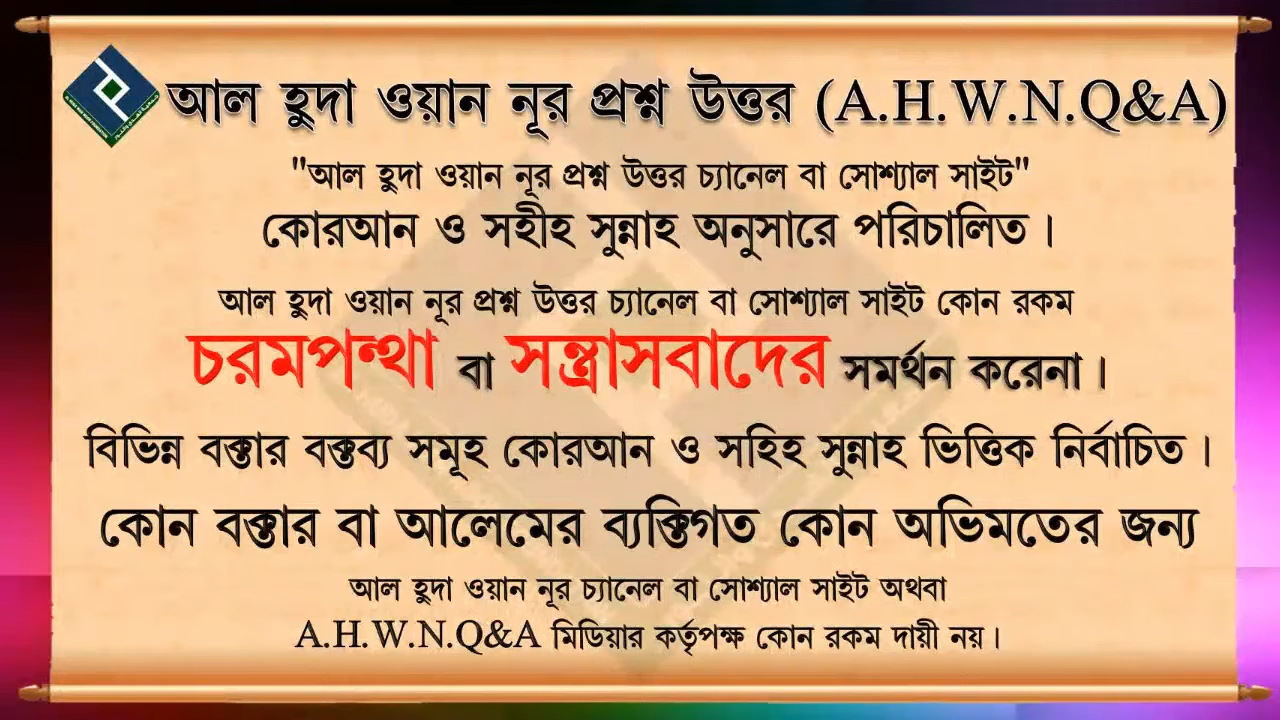 আল হুদা ওয়ান নূর প্রশ্ন উত্তর (A.H.W.N.Q&A)
"আল হুদা ওয়ান নূর প্রশ্ন উত্তর চ্যানেল বা সোশ্যাল সাইট"
কোরআন ও সহীহ সুন্নাহ অনুসারে পরিচালিত।
আল হুদা ওয়ান নূর প্রশ্ন উত্তর চ্যানেল বা সোশ্যাল সাইট কোন রকম
চরমপন্থা বা সন্ত্রাসবাদের সমর্থন করেনা।
বিভিন্ন বক্তার বক্তব্য সমূহ কোরআন ও সহিহ সুন্নাহ ভিত্তিক নির্বাচিত।
কোন বক্তার বা আলেমের ব্যক্তিগত কোন অভিমতের জন্য
আল হুদা ওয়ান নূর চ্যানেল বা সোশ্যাল সাইট অথবা
A.H.W.N.Q&A মিডিয়ার কর্তৃপক্ষ কোন রকম দায়ী নয়।